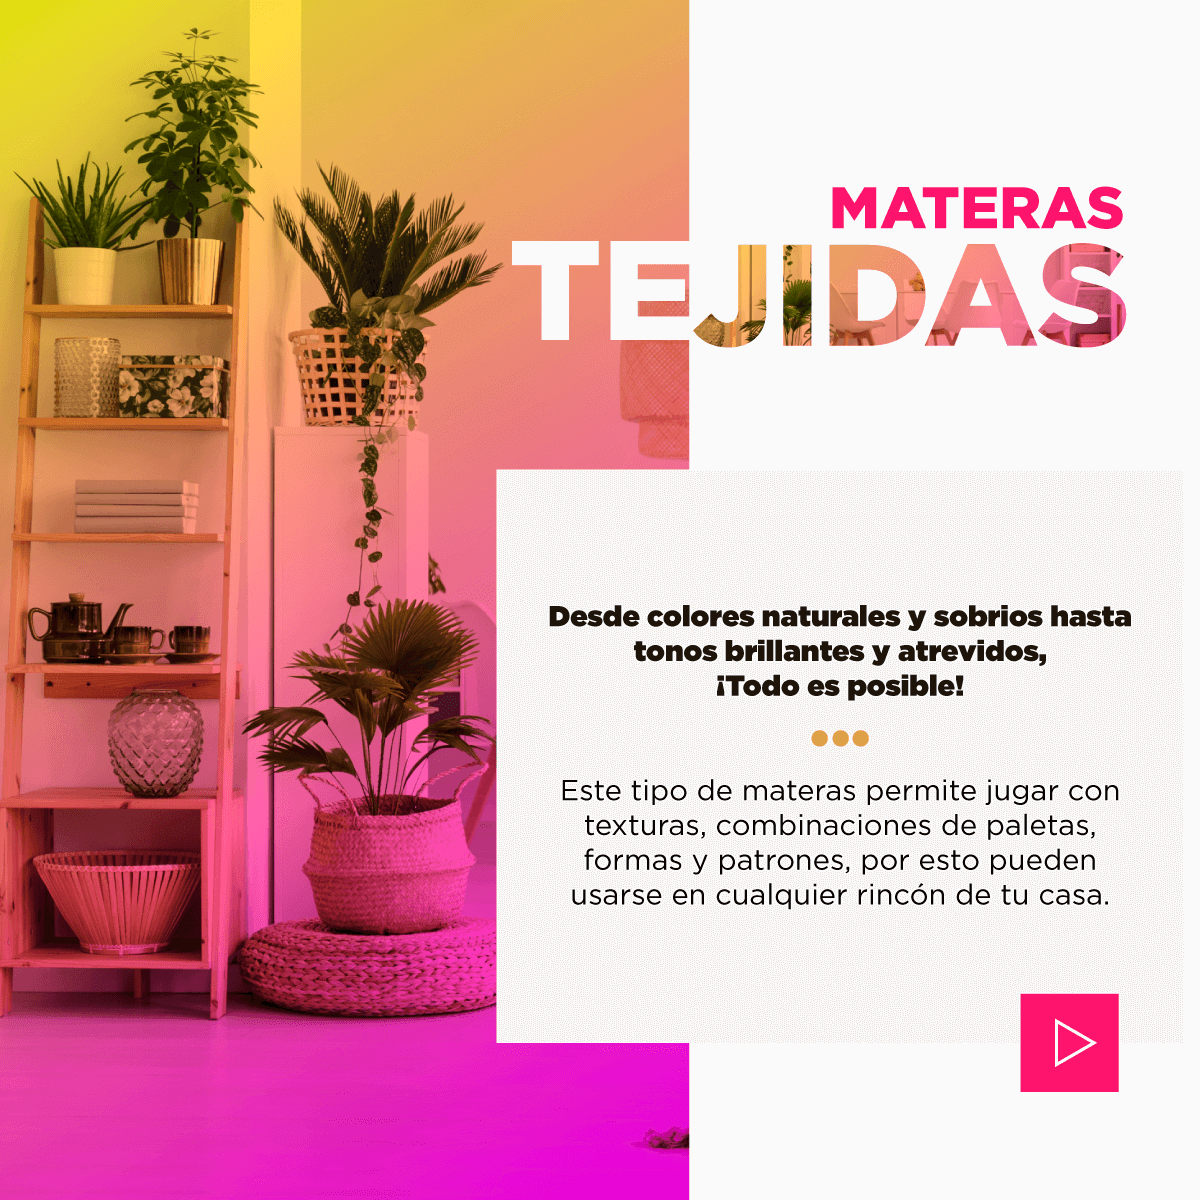 MATERAS
TEJIDAS
Desde colores naturales y sobrios hasta
tonos brillantes y atrevidos,
¡Todo es posible!
Este tipo de materas permite jugar con
texturas, combinaciones de paletas,
formas y patrones, por esto pueden
usarse en cualquier rincón de tu casa.